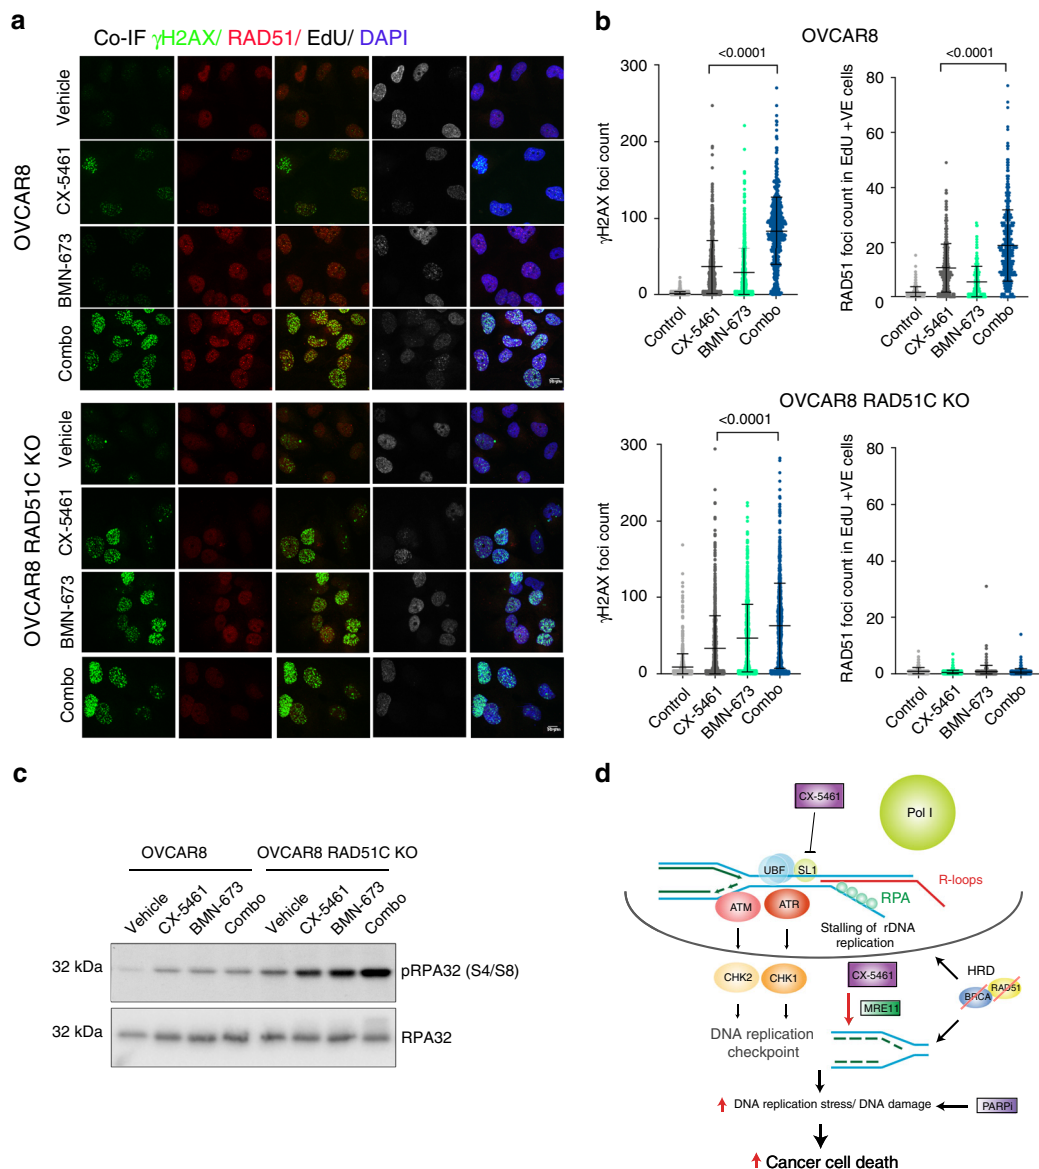 a
Co-IF γH2AX/ RAD51/ EdU/ DAPI
OVCAR8
Vehicle
CX-5461
BMN-673
Combo
OVCAR8 RAD51C KO
Vehicle
CX-5461
BMN-673
Combo
b
OVCAR8
<0.0001
γH2AX foci count
300
200
100
0
Control
CX-5461
BMN-673
Combo
<0.0001
RAD51 foci count in EdU +VE cells
80
60
40
20
0
Control
CX-5461
BMN-673
Combo
OVCAR8 RAD51C KO
<0.0001
γH2AX foci count
300
200
100
0
Control
CX-5461
BMN-673
Combo
RAD51 foci count in EdU +VE cells
80
60
40
20
0
Control
CX-5461
BMN-673
Combo
c
OVCAR8
OVCAR8 RAD51C KO
Vehicle
CX-5461
BMN-673
Combo
Vehicle
CX-5461
BMN-673
Combo
32 kDa
pRPA32 (S4/S8)
32 kDa
RPA32
d
CX-5461
Pol I
UBF
SL1
R-loops
RPA
ATM
ATR
Stalling of rDNA
replication
CHK2
CHK1
CX-5461
HRD
BRCA
RAD51
MRE11
DNA replication
checkpoint
DNA replication stress/ DNA damage
PARPi
Cancer cell death